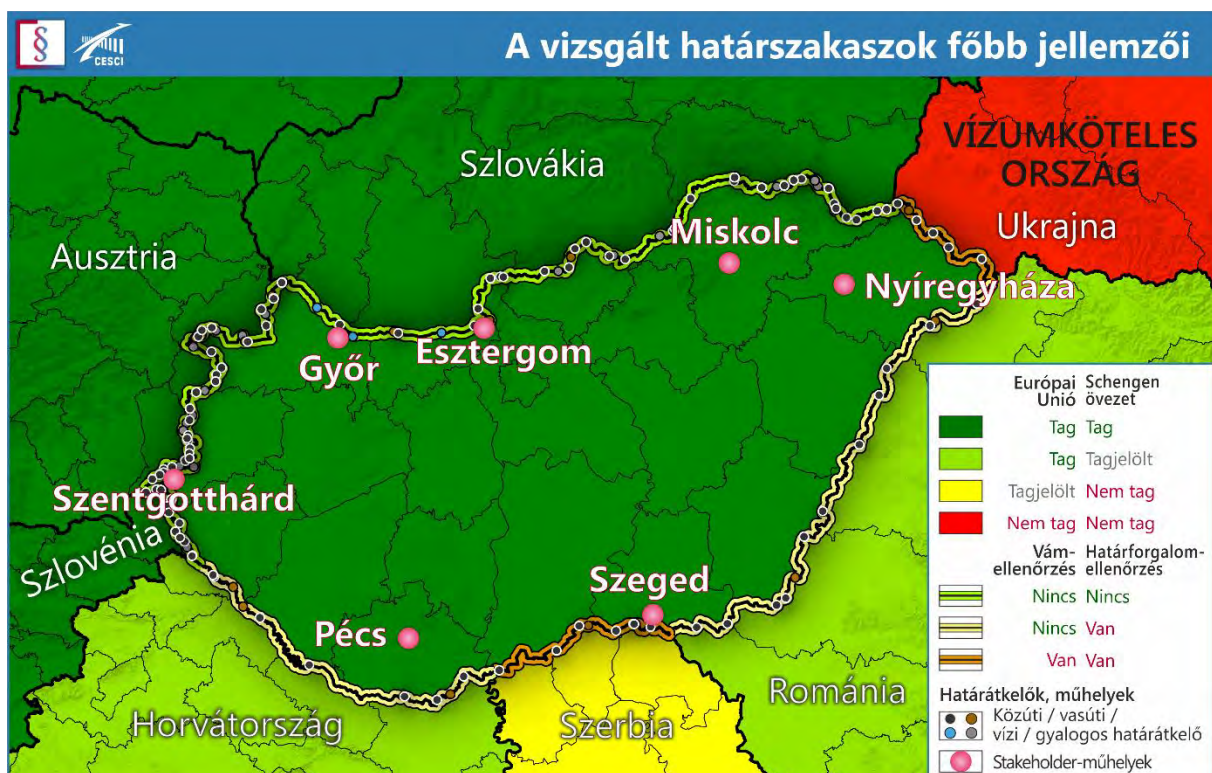 §
CESCI
A vizsgált határszakaszok főbb jellemzői
VÍZUMKÖTELES
ORSZÁG
Szlovákia
Ukrajna
Miskolc
Ausztria
Nyíregyháza
Esztergom
Győr
Szentgotthárd
Szlovénia
Szeged
Pécs
Románia
Horvátország
Szerbia
Európai Unió
Schengen övezet
Tag Tag
Tag Tagjelölt
Tagjelölt Nem tag
Nem tag Nem tag
Vám-ellenőrzés
Határforgalom-ellenőrzés
Nincs Nincs
Nincs Van
Van Van
Határátkelők, műhelyek
Közúti / vasúti /
vízi / gyalogos határátkelő
Stakeholder-műhelyek